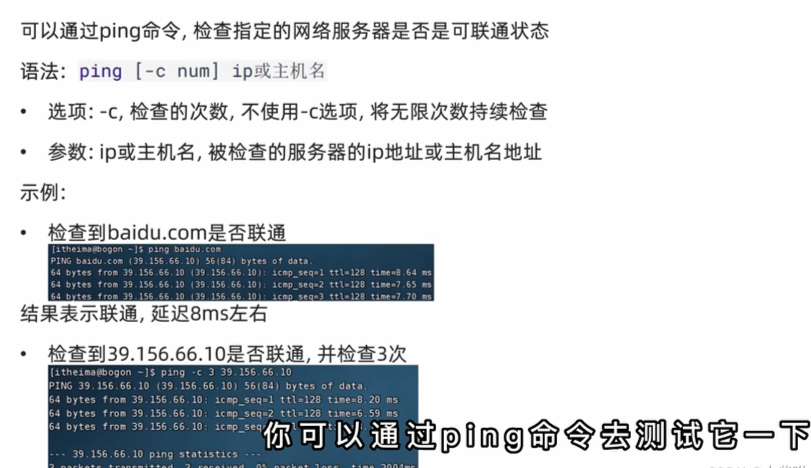 可以通过ping命令, 检查指定的网络服务器是否是可联通状态
语法: ping [-c num] ip或主机名
• 选项: -c, 检查的次数, 不使用-c选项, 将无限次数持续检查
• 参数: ip或主机名, 被检查的服务器的ip地址或主机名地址
示例:
• 检查到baidu.com是否联通
[itheima@bogon ~]$ ping baidu.com
PING baidu.com (39.156.66.10) 56(84) bytes of data.
64 bytes from 39.156.66.10 (39.156.66.10): icmp_seq=1 ttl=128 time=8.64 ms
64 bytes from 39.156.66.10 (39.156.66.10): icmp_seq=2 ttl=128 time=7.65 ms
64 bytes from 39.156.66.10 (39.156.66.10): icmp_seq=3 ttl=128 time=7.70 ms
结果表示联通, 延迟8ms左右
• 检查到39.156.66.10是否联通, 并检查3次
[itheima@bogon ~]$ ping -c 3 39.156.66.10
PING 39.156.66.10 (39.156.66.10) 56(84) bytes of data.
64 bytes from 39.156.66.10: icmp_seq=1 ttl=128 time=8.20 ms
64 bytes from 39.156.66.10: icmp_seq=2 ttl=128 time=6.59 ms
64 bytes from 39.156.66.10:
你可以通过ping命令去测试它一下
--- 39.156.66.10 ping statistics ---
3 packets transmitted, 3 received, 0% packet loss, time 2004ms